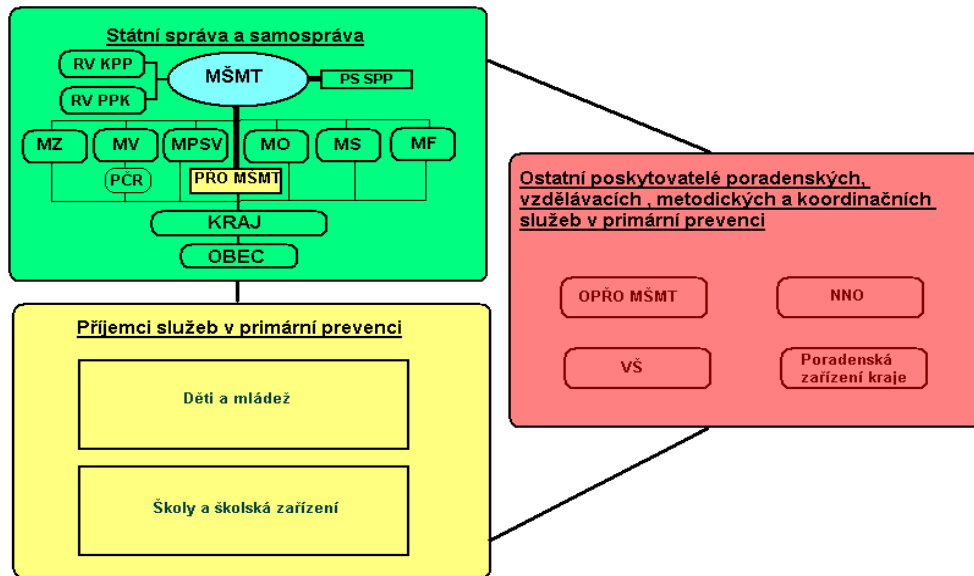 Státní správa a samospráva
RV KPP
MŠMT
PS SPP
RV PPK
MZ
MV
MPSV
MO
MS
MF
PČR
PRO MŠMT
KRAJ
OBEC
Ostatní poskytovatelé poradenských,
vzdělávacích , metodických a koordinačních
služeb v primární prevenci
OPŘO MŠMT
NNO
VŠ
Poradenská
zařízení kraje
Příjemci služeb v primární prevenci
Děti a mládež
Školy a školská zařízení